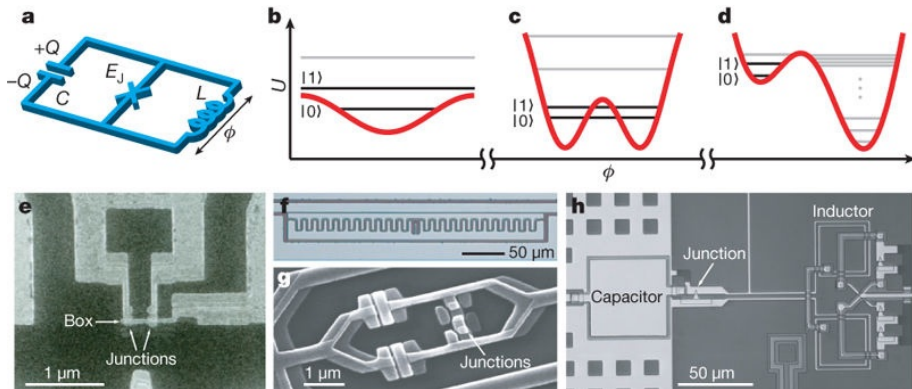 a
+Q
–Q
C
E_J
L
ϕ
b
c
d
U
|1⟩
|0⟩
|1⟩
|0⟩
|1⟩
|0⟩
ϕ
e
Box
Junctions
1 μm
f
50 μm
g
Junctions
1 μm
h
Inductor
Junction
Capacitor
50 μm